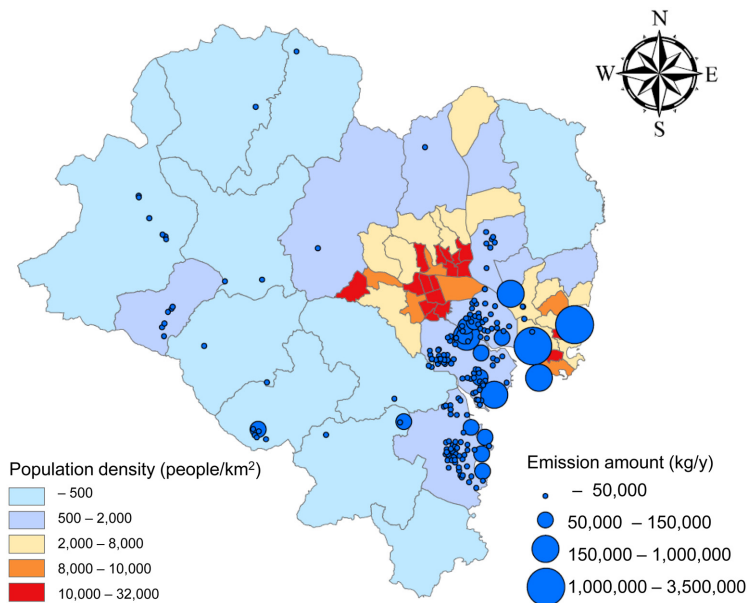 N
W E
S
Population density (people/km²)
– 500
500 – 2,000
2,000 – 8,000
8,000 – 10,000
10,000 – 32,000
Emission amount (kg/y)
– 50,000
50,000 – 150,000
150,000 – 1,000,000
1,000,000 – 3,500,000